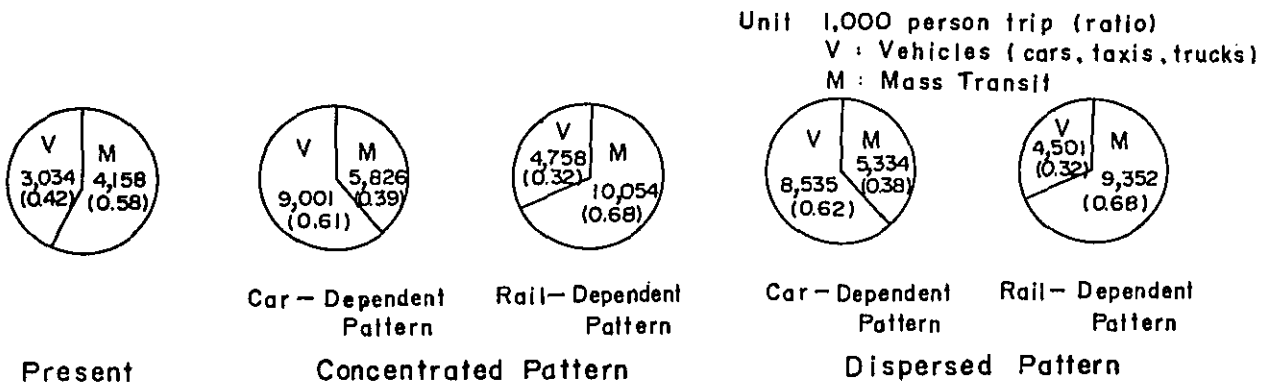 Unit 1,000 person trip (ratio)
V : Vehicles (cars, taxis, trucks)
M : Mass Transit
V
3,034
(0.42)
M
4,158
(0.58)
V
9,001
(0.61)
M
5,826
(0.39)
V
4,758
(0.32)
M
10,054
(0.68)
V
8,535
(0.62)
M
5,334
(0.38)
V
4,501
(0.32)
M
9,352
(0.68)
Car-Dependent
Pattern
Rail-Dependent
Pattern
Car-Dependent
Pattern
Rail-Dependent
Pattern
Present
Concentrated Pattern
Dispersed Pattern